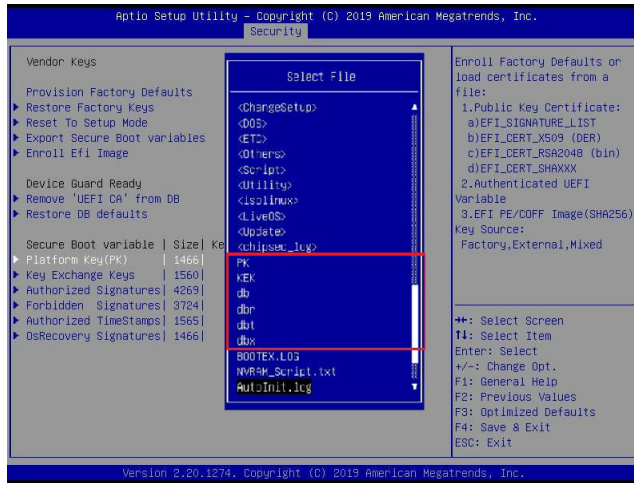 Aptio Setup Utility – Copyright (C) 2019 American Megatrends, Inc.
Security
Vendor Keys
Provision Factory Defaults
Restore Factory Keys
Reset To Setup Mode
Export Secure Boot variables
Enroll Efi Image
Device Guard Ready
Remove 'UEFI CA' from DB
Restore DB defaults
Secure Boot variable | Size| Ke
Platform Key(PK) | 1466|
Key Exchange Keys | 1560|
Authorized Signatures| 4269|
Forbidden Signatures| 3724|
Authorized TimeStamps| 1565|
OsRecovery Signatures| 1466|
Select File
<ChangeSetup>
<DOS>
<ETC>
<Others>
<Script>
<Utility>
<isolinux>
<LiveOS>
<Update>
<chipsec_log>
PK
KEK
db
dbr
dbt
dbx
BOOTEX.LOG
NVRAM_Script.txt
AutoInit.log
Enroll Factory Defaults or
load certificates from a
file:
1.Public Key Certificate:
a)EFI_SIGNATURE_LIST
b)EFI_CERT_X509 (DER)
c)EFI_CERT_RSA2048 (bin)
d)EFI_CERT_SHAXXX
2.Authenticated UEFI
Variable
3.EFI PE/COFF Image(SHA256)
Key Source:
Factory,External,Mixed
→←: Select Screen
↑↓: Select Item
Enter: Select
+/-: Change Opt.
F1: General Help
F2: Previous Values
F3: Optimized Defaults
F4: Save & Exit
ESC: Exit
Version 2.20.1274. Copyright (C) 2019 American Megatrends, Inc.